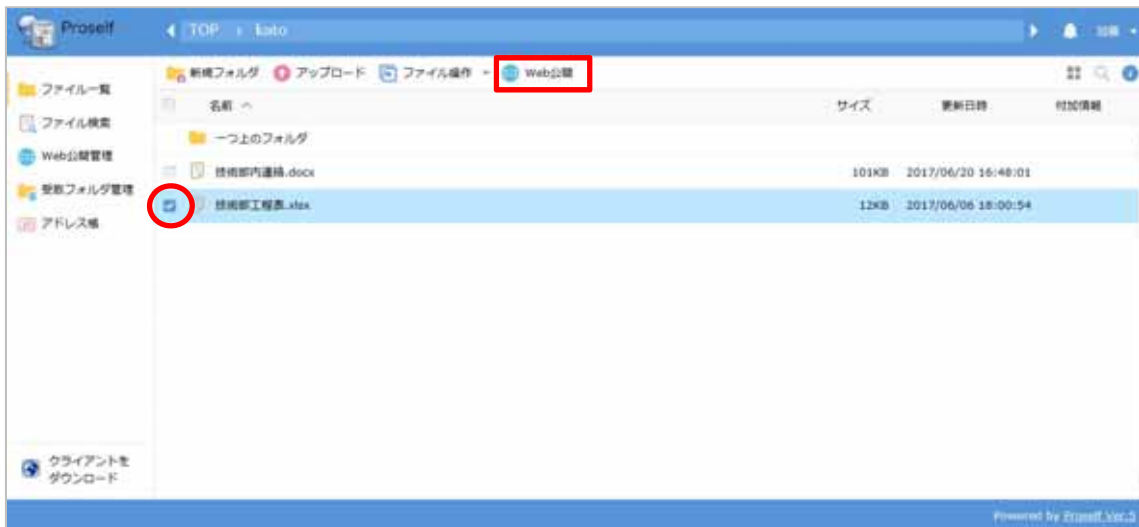 Proself
TOP kato 加藤
新規フォルダ アップロード ファイル操作 Web公開
ファイル一覧
ファイル検索
Web公開管理
受取フォルダ管理
アドレス帳
名前 サイズ 更新日時 付加情報
一つ上のフォルダ
技術部内連絡.docx 101KB 2017/06/20 16:48:01
技術部工程表.xlsx 12KB 2017/06/06 18:00:54
クライアントを
ダウンロード
Powered by Proself Ver.5